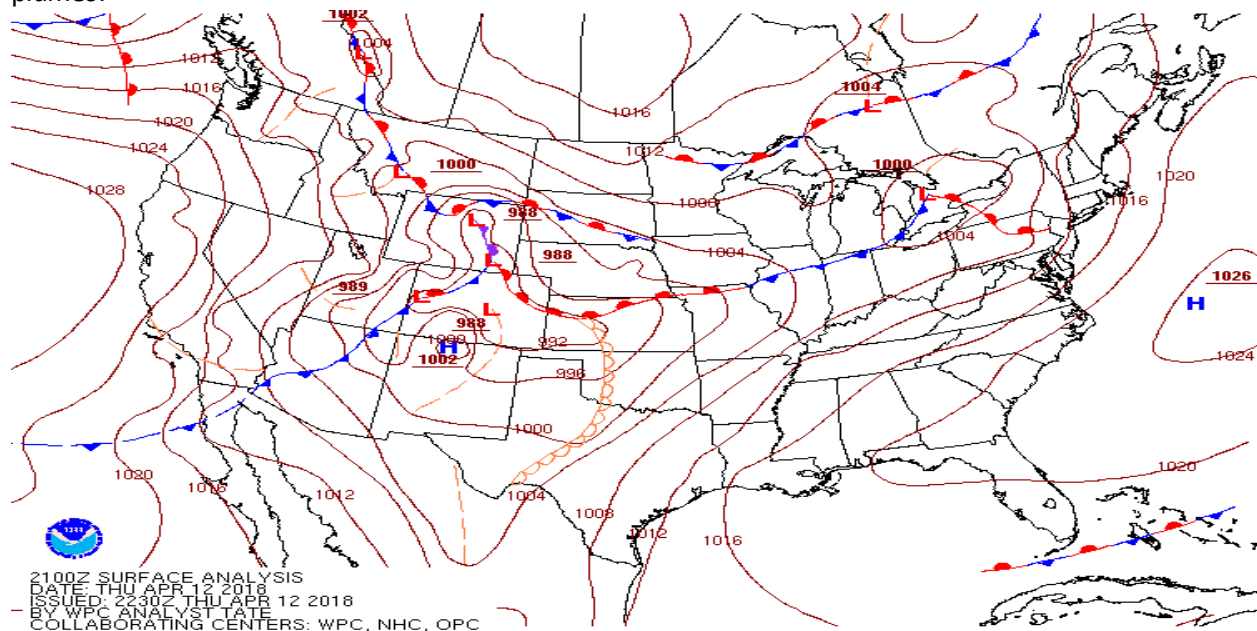 1002
1004
1012
1016
1016
1004
1020
1012
1024
1000
1000
1028
1020
1016
988
1008
1004
1004
988
1026
989
988
1000
992
1024
1002
996
1000
1020
1020
1016
1012
1004
1008
1012
1016
L
L
L
L
L
L
L
L
H
H
2100Z SURFACE ANALYSIS
DATE: THU APR 12 2018
ISSUED: 2230Z THU APR 12 2018
BY WPC ANALYST TATE
COLLABORATING CENTERS: WPC, NHC, OPC